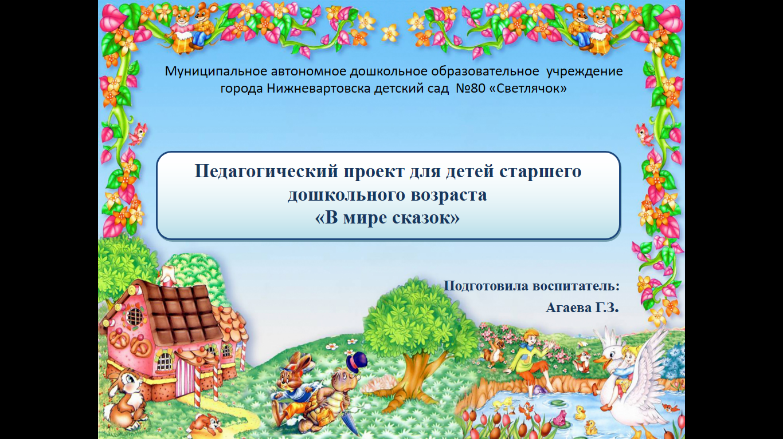 Муниципальное автономное дошкольное образовательное учреждение
города Нижневартовска детский сад №80 «Светлячок»
Педагогический проект для детей старшего
дошкольного возраста
«В мире сказок»
Подготовила воспитатель:
Агаева Г.З.